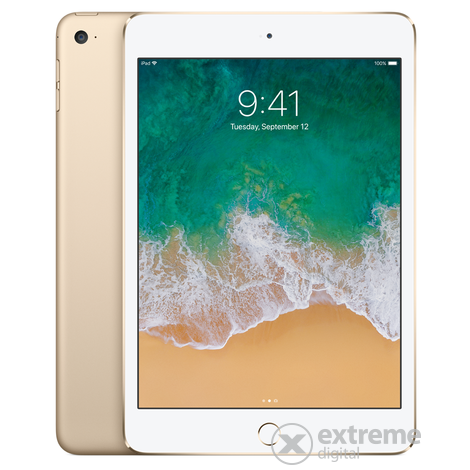 iPad
100%
9:41
Tuesday, September 12
extreme
digital